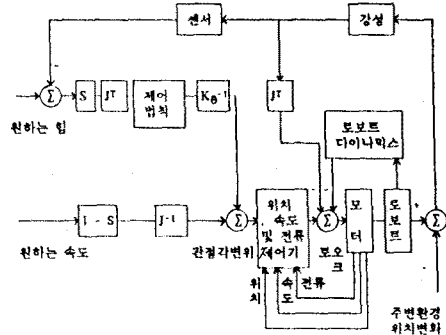 센서
강성
Σ
S
Jᵀ
제어
법칙
Kθ⁻¹
Jᵀ
로보트
다이나믹스
원하는 힘
I - S
J⁻¹
Σ
위치
속도
및 전류
제어기
Σ
모
터
로
보
트
Σ
원하는 속도
관절각변위
토오
크
위
치
속
도
전류
주변환경
위치변화